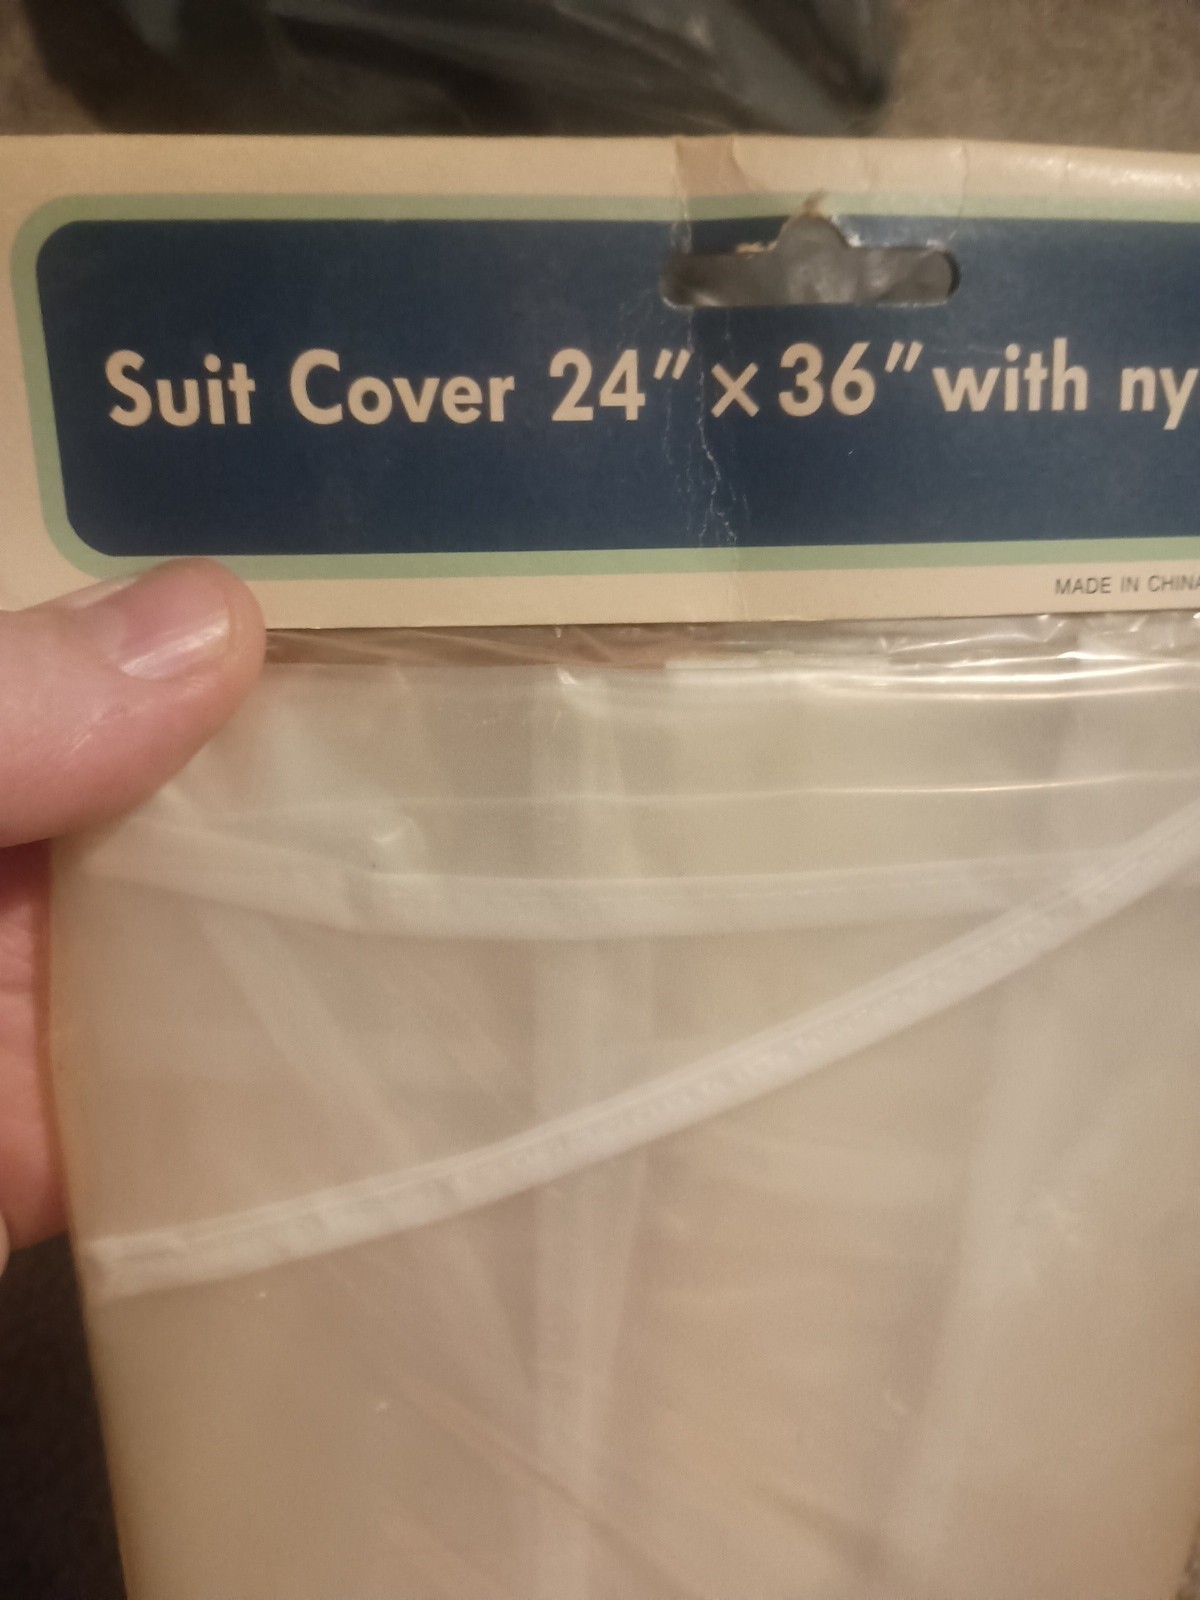 Suit Cover 24" x 36" with ny
MADE IN CHINA